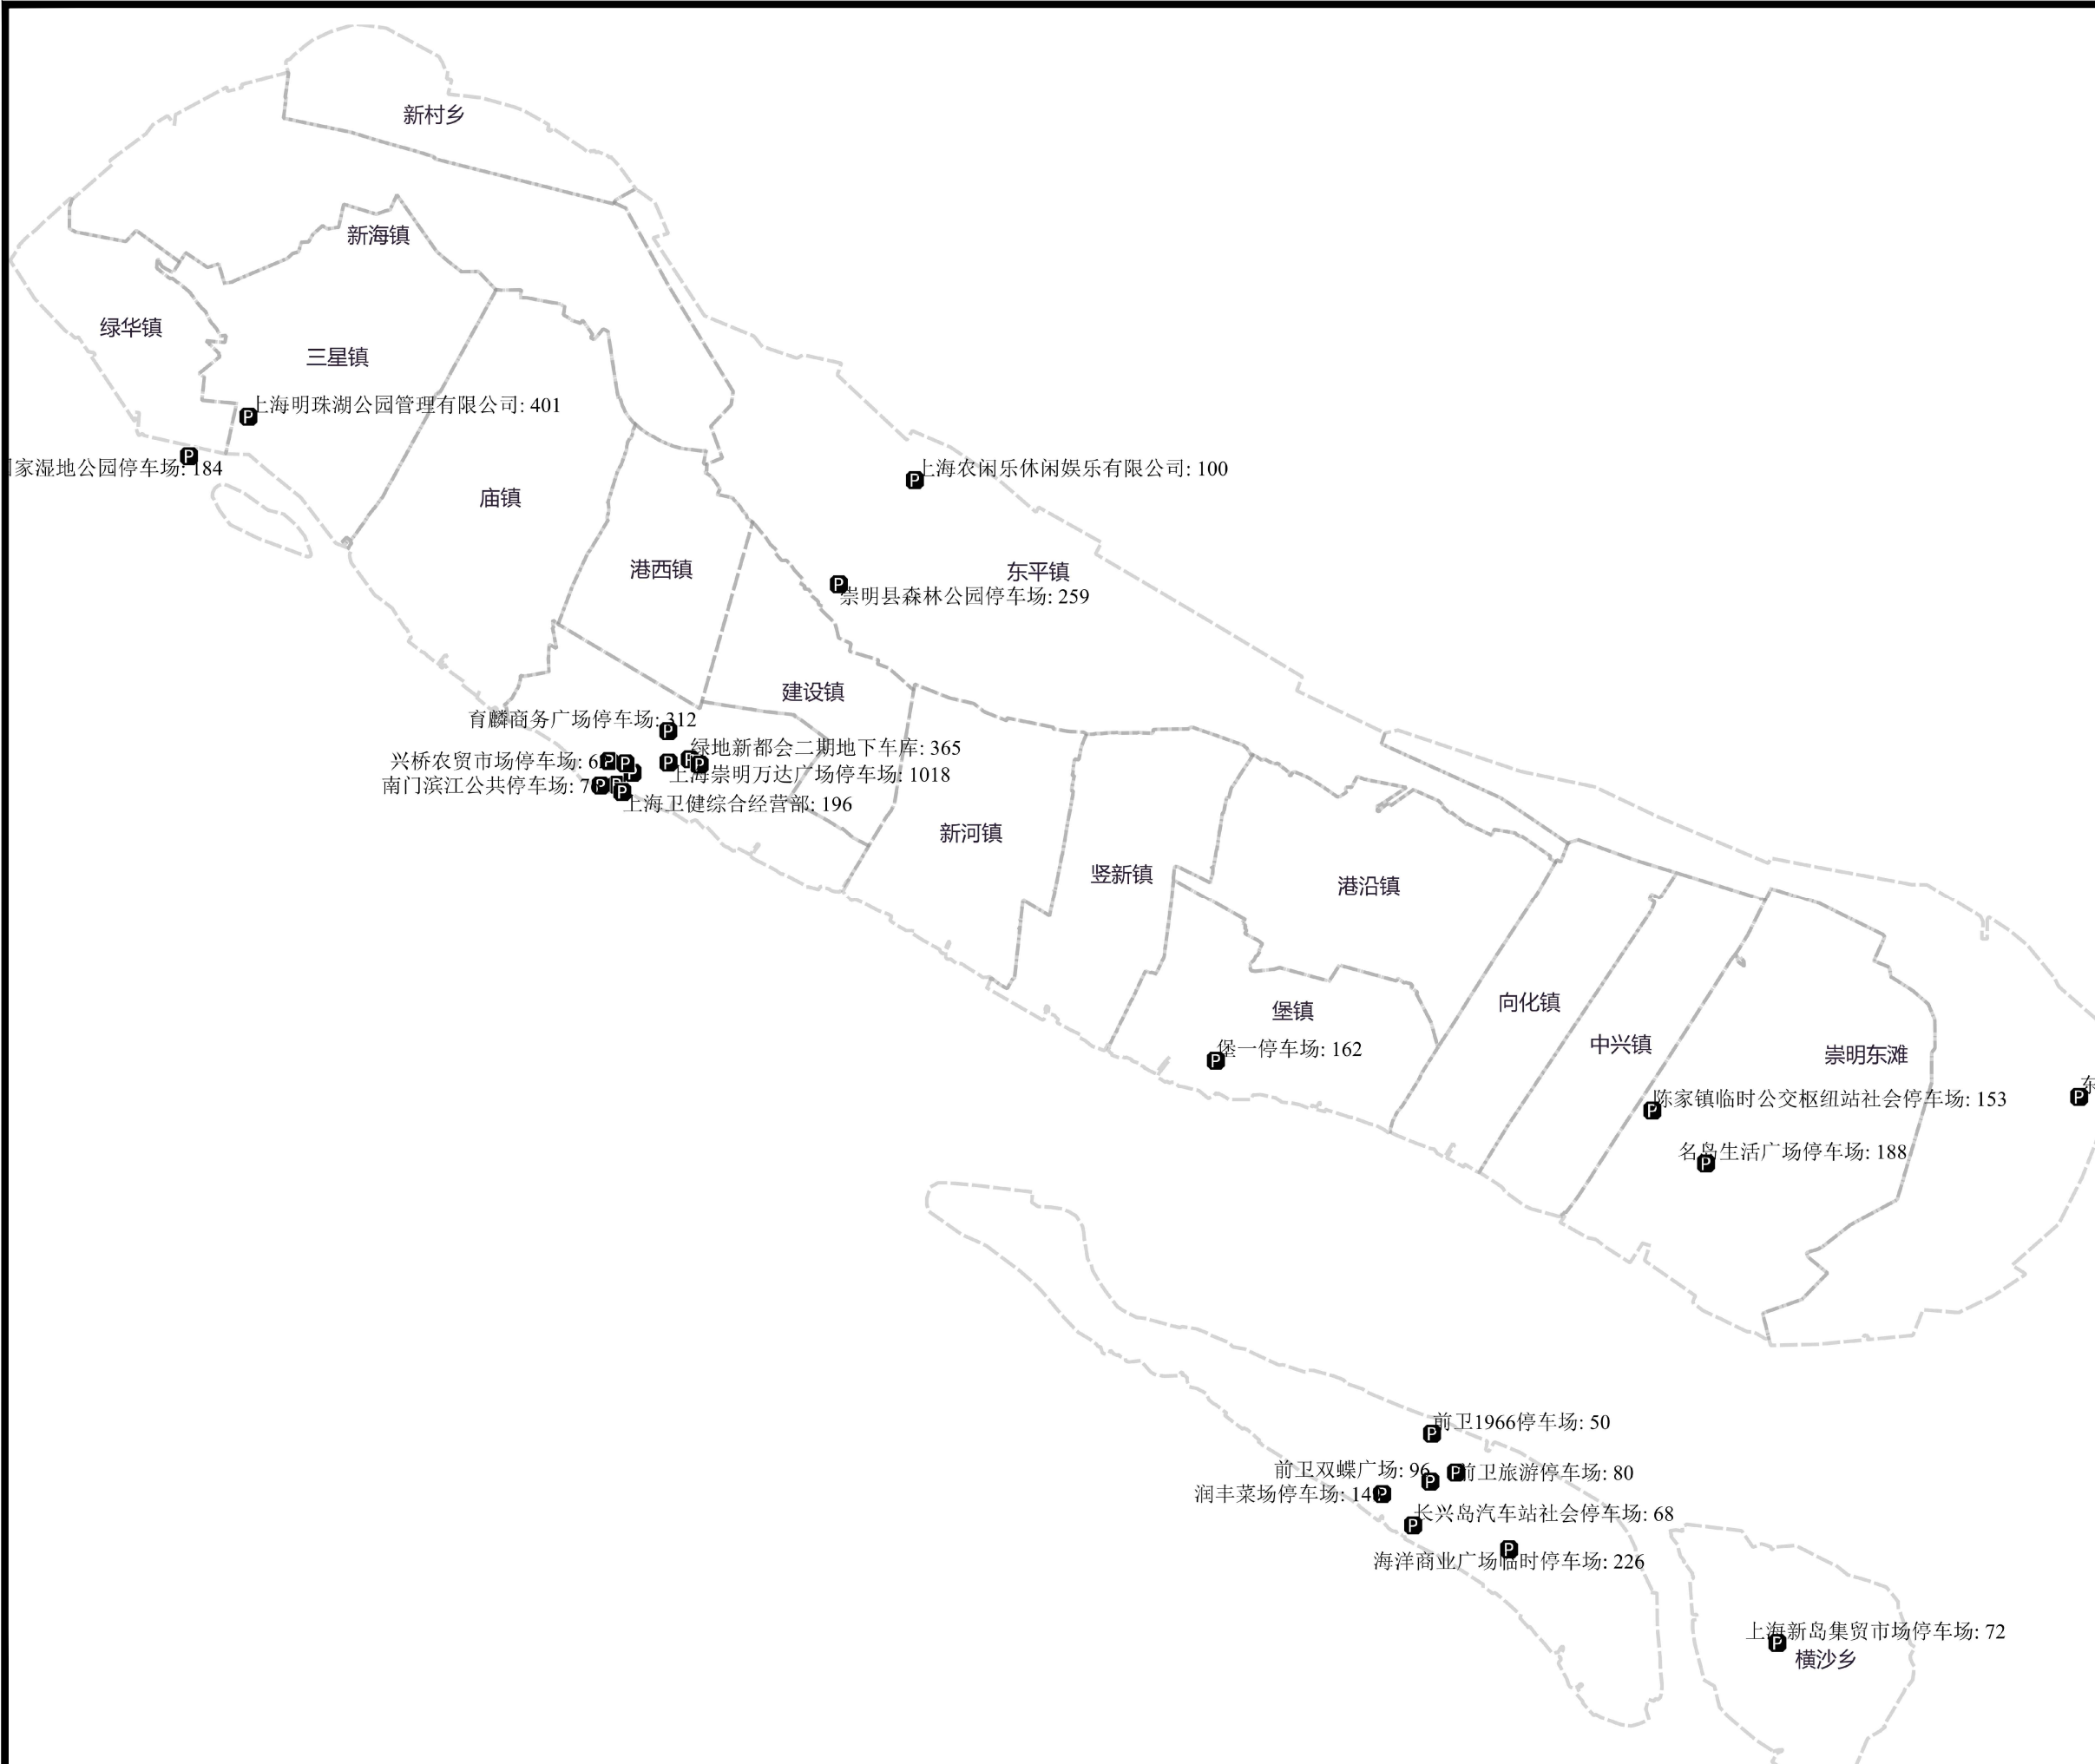 新村乡
新海镇
绿华镇
三星镇
上海明珠湖公园管理有限公司: 401
家湿地公园停车场: 184
上海农闲乐休闲娱乐有限公司: 100
庙镇
港西镇
东平镇
崇明县森林公园停车场: 259
建设镇
育麟商务广场停车场: 312
绿地新都会二期地下车库: 365
兴桥农贸市场停车场: 6
上海崇明万达广场停车场: 1018
南门滨江公共停车场: 7
上海卫健综合经营部: 196
新河镇
竖新镇
港沿镇
向化镇
堡镇
中兴镇
崇明东滩
堡一停车场: 162
东
陈家镇临时公交枢纽站社会停车场: 153
名岛生活广场停车场: 188
前卫1966停车场: 50
前卫双蝶广场: 96
前卫旅游停车场: 80
润丰菜场停车场: 14
长兴岛汽车站社会停车场: 68
海洋商业广场临时停车场: 226
上海新岛集贸市场停车场: 72
横沙乡